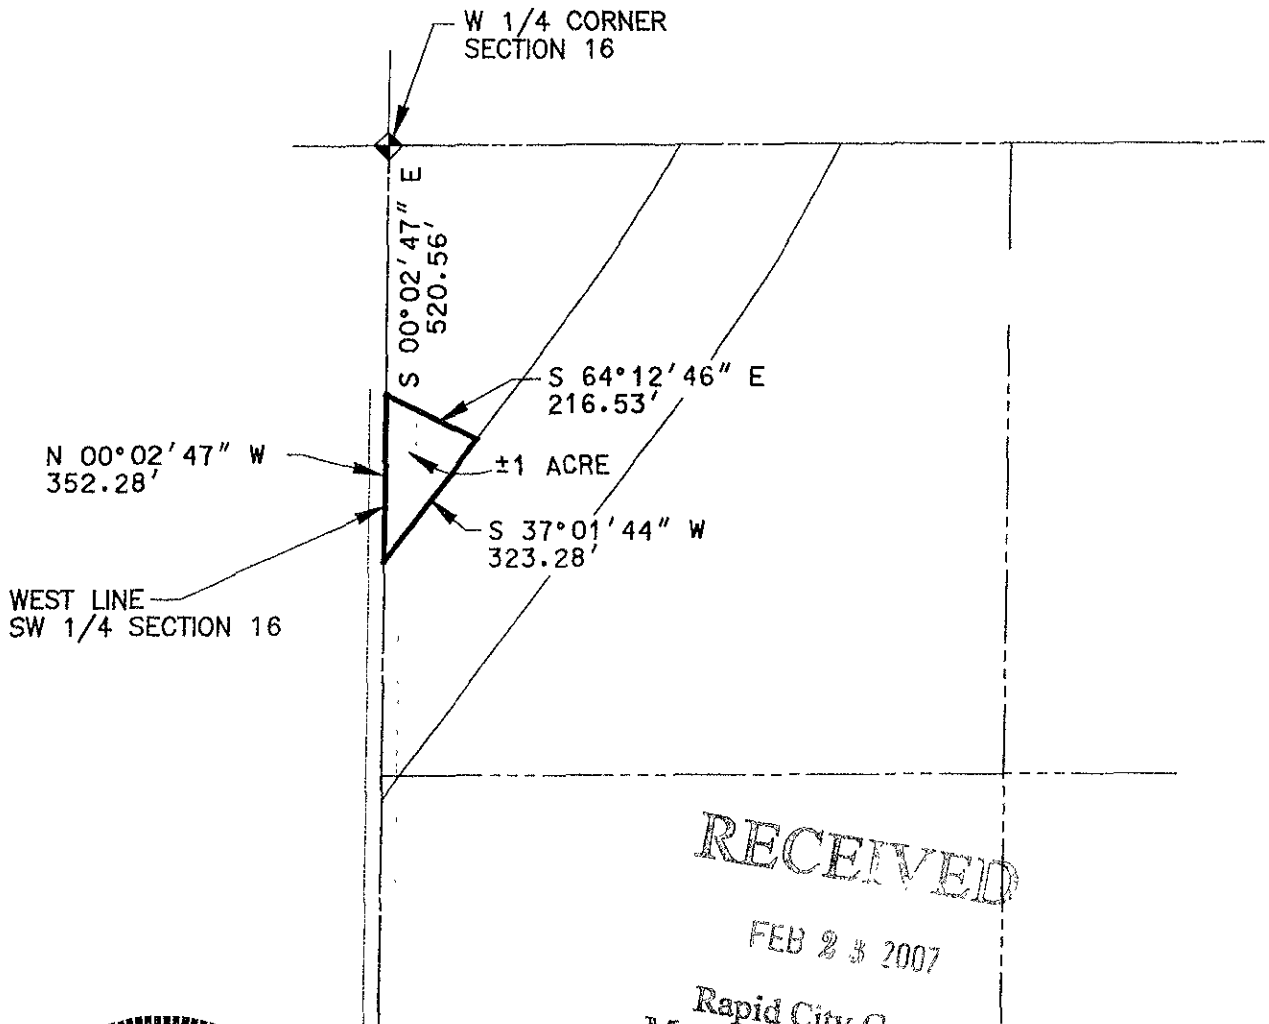 W 1/4 CORNER
SECTION 16
S 00°02'47" E
520.56'
S 64°12'46" E
216.53'
N 00°02'47" W
352.28'
±1 ACRE
S 37°01'44" W
323.28'
WEST LINE
SW 1/4 SECTION 16
RECEIVED
FEB 23 2007
Rapid City